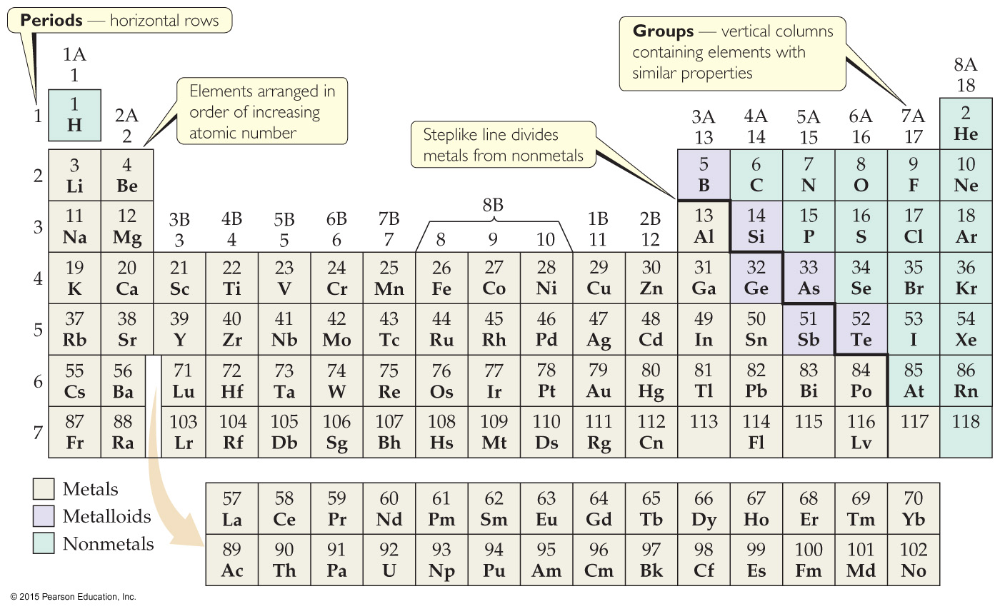 Periods — horizontal rows
Groups — vertical columns
containing elements with
similar properties
1A
1
8A
18
Elements arranged in
order of increasing
atomic number
1 1 2A 3A 4A 5A 6A 7A 2
H 2 13 14 15 16 17 He
Steplike line divides
metals from nonmetals
2 3 4 5 6 7 8 9 10
Li Be B C N O F Ne
8B
3B 4B 5B 6B 7B 1B 2B
3 4 5 6 7 8 9 10 11 12
3 11 12 13 14 15 16 17 18
Na Mg Al Si P S Cl Ar
4 19 20 21 22 23 24 25 26 27 28 29 30 31 32 33 34 35 36
K Ca Sc Ti V Cr Mn Fe Co Ni Cu Zn Ga Ge As Se Br Kr
5 37 38 39 40 41 42 43 44 45 46 47 48 49 50 51 52 53 54
Rb Sr Y Zr Nb Mo Tc Ru Rh Pd Ag Cd In Sn Sb Te I Xe
6 55 56 71 72 73 74 75 76 77 78 79 80 81 82 83 84 85 86
Cs Ba Lu Hf Ta W Re Os Ir Pt Au Hg Tl Pb Bi Po At Rn
7 87 88 103 104 105 106 107 108 109 110 111 112 113 114 115 116 117 118
Fr Ra Lr Rf Db Sg Bh Hs Mt Ds Rg Cn Fl Lv
Metals
Metalloids
Nonmetals
57 58 59 60 61 62 63 64 65 66 67 68 69 70
La Ce Pr Nd Pm Sm Eu Gd Tb Dy Ho Er Tm Yb
89 90 91 92 93 94 95 96 97 98 99 100 101 102
Ac Th Pa U Np Pu Am Cm Bk Cf Es Fm Md No
© 2015 Pearson Education, Inc.